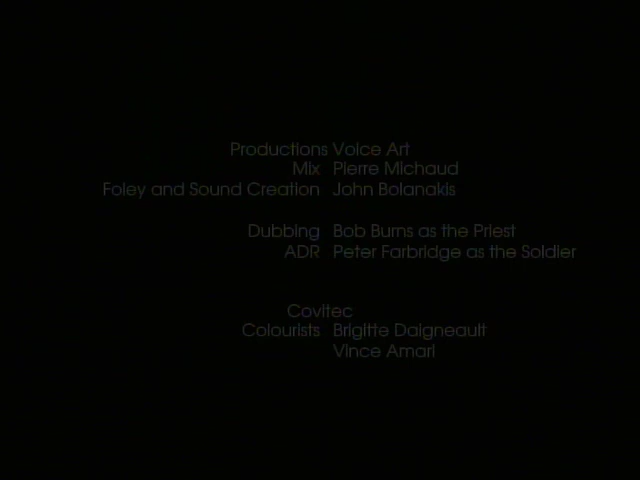 Productions Voice Art
Mix Pierre Michaud
Foley and Sound Creation John Bolanakis
Dubbing Bob Burns as the Priest
ADR Peter Farbridge as the Soldier
Covitec
Colourists Brigitte Daigneault
Vince Amari